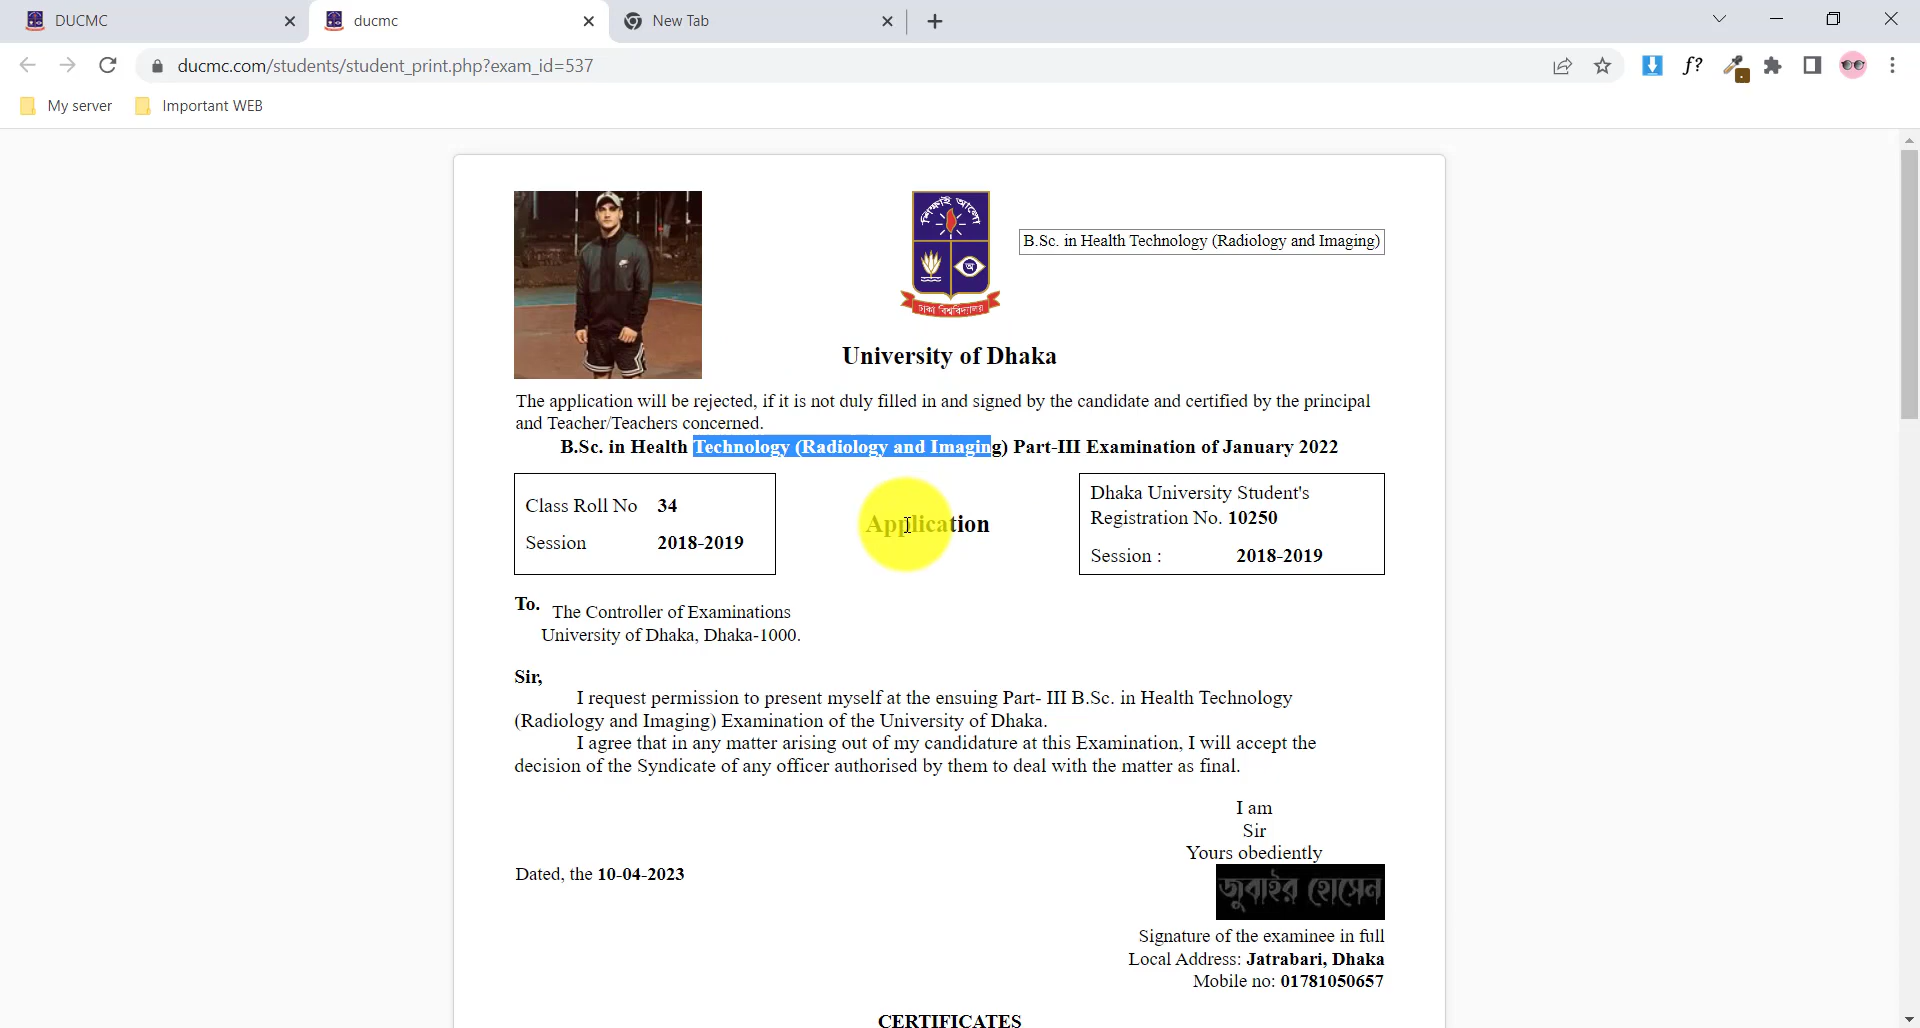 DUCMC
ducmc
New Tab
ducmc.com/students/student_print.php?exam_id=537
f?
My server
Important WEB
শিক্ষাই আলো
অ
ঢাকা বিশ্ববিদ্যালয়
B.Sc. in Health Technology (Radiology and Imaging)
University of Dhaka
The application will be rejected, if it is not duly filled in and signed by the candidate and certified by the principal
and Teacher/Teachers concerned.
B.Sc. in Health Technology (Radiology and Imaging) Part-III Examination of January 2022
Class Roll No 34
Session 2018-2019
Application
Dhaka University Student's
Registration No. 10250
Session : 2018-2019
To. The Controller of Examinations
University of Dhaka, Dhaka-1000.
Sir,
I request permission to present myself at the ensuing Part- III B.Sc. in Health Technology
(Radiology and Imaging) Examination of the University of Dhaka.
I agree that in any matter arising out of my candidature at this Examination, I will accept the
decision of the Syndicate of any officer authorised by them to deal with the matter as final.
I am
Sir
Yours obediently
Dated, the 10-04-2023
জুবাইর হোসেন
Signature of the examinee in full
Local Address: Jatrabari, Dhaka
Mobile no: 01781050657
CERTIFICATES